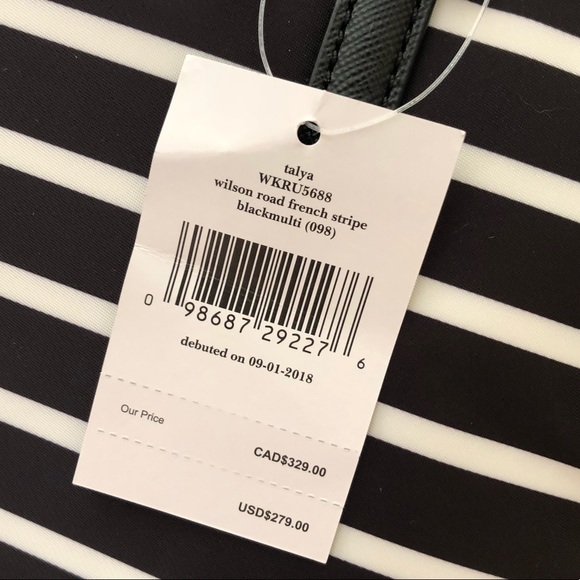 talya
WKRU5688
wilson road french stripe
blackmulti (098)
0 98687 29227 6
debuted on 09-01-2018
Our Price
CAD$329.00
USD$279.00